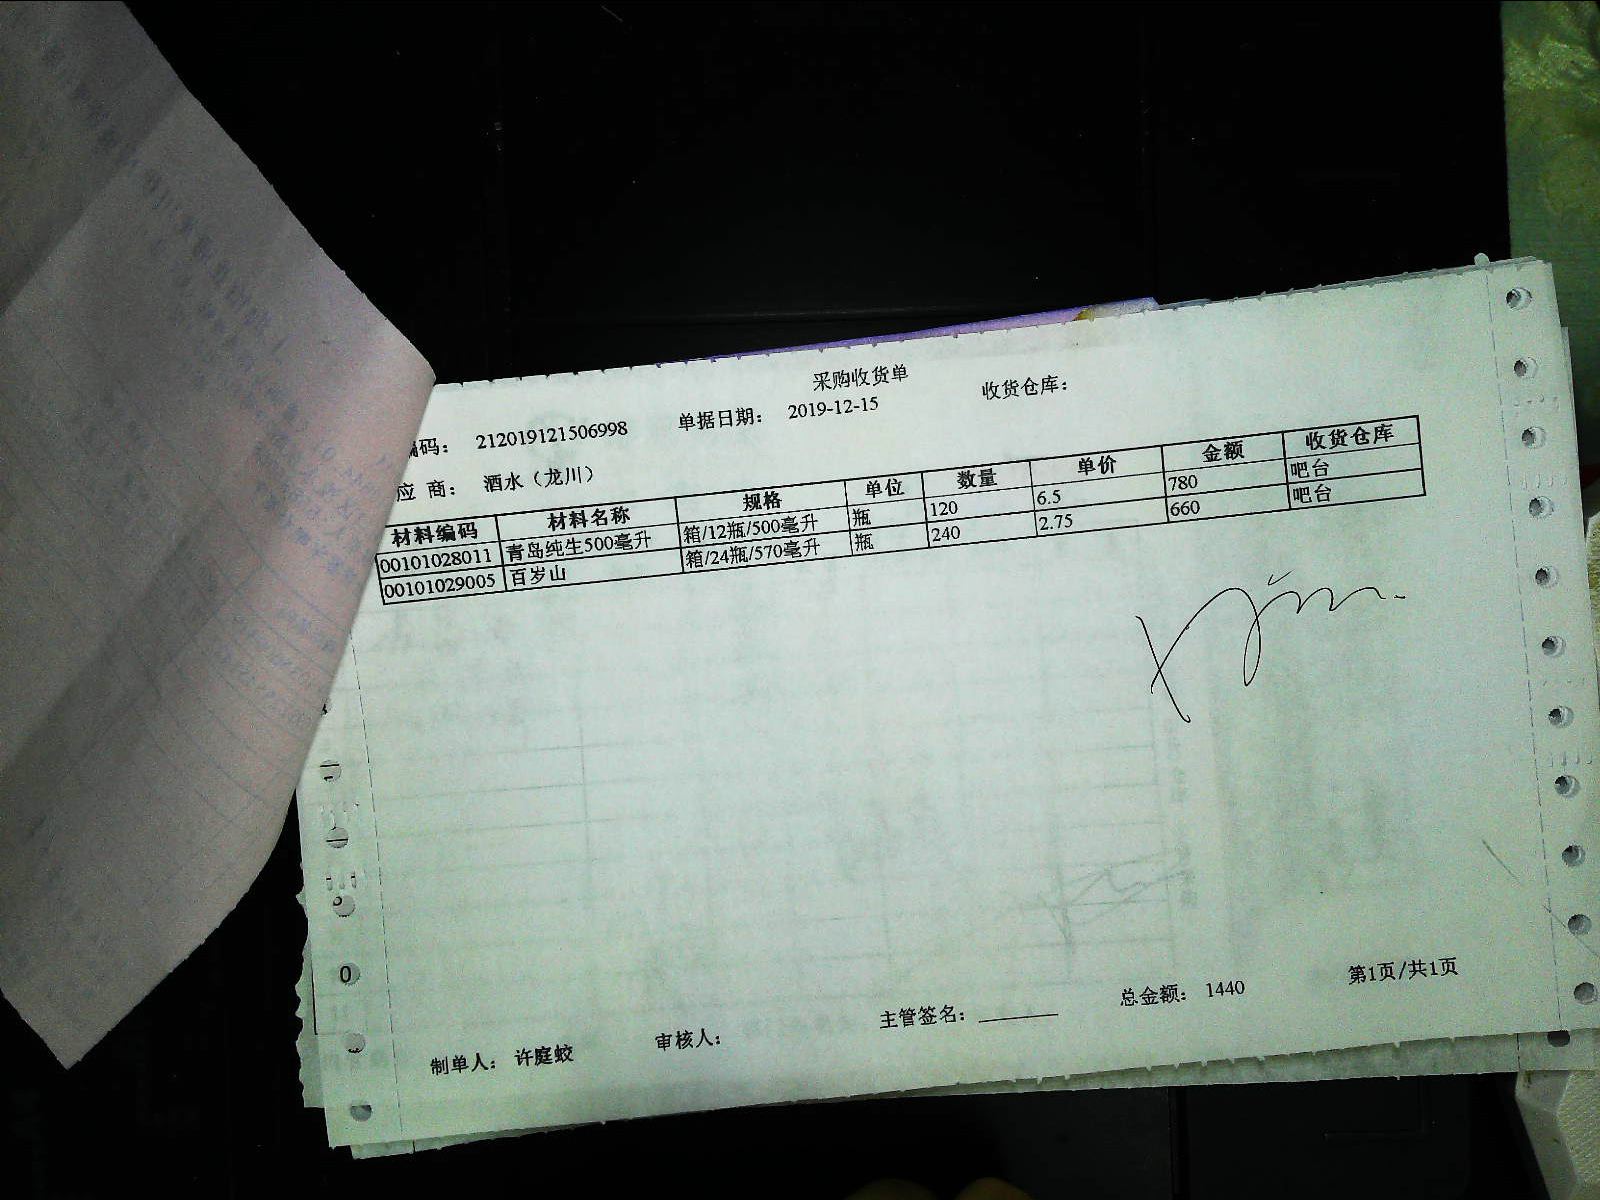 采购收货单
编码： 212019121506998 单据日期： 2019-12-15 收货仓库：
应 商： 酒水（龙川）
材料编码 材料名称 规格 单位 数量 单价 金额 收货仓库
00101028011 青岛纯生500毫升 箱/12瓶/500毫升 瓶 120 6.5 780 吧台
00101029005 百岁山 箱/24瓶/570毫升 瓶 240 2.75 660 吧台
制单人： 许庭蛟 审核人： 主管签名：______ 总金额： 1440 第1页/共1页